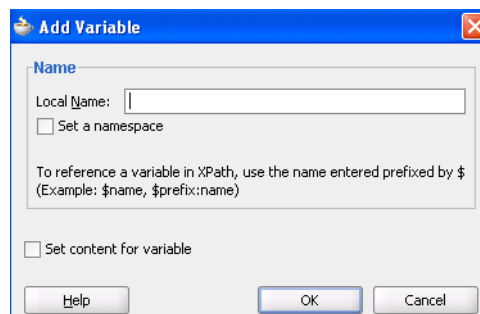 Add Variable
Name
Local Name:
Set a namespace
To reference a variable in XPath, use the name entered prefixed by $
(Example: $name, $prefix:name)
Set content for variable
Help OK Cancel